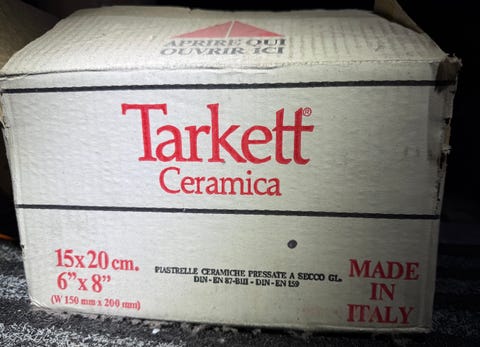 APRIRE QUI
OUVRIR ICI
Tarkett®
Ceramica
15x20 cm.
6”x 8”
(W 150 mm x 200 mm)
PIASTRELLE CERAMICHE PRESSATE A SECCO GL.
DIN - EN 87-BIII - DIN - EN 159
MADE
IN
ITALY